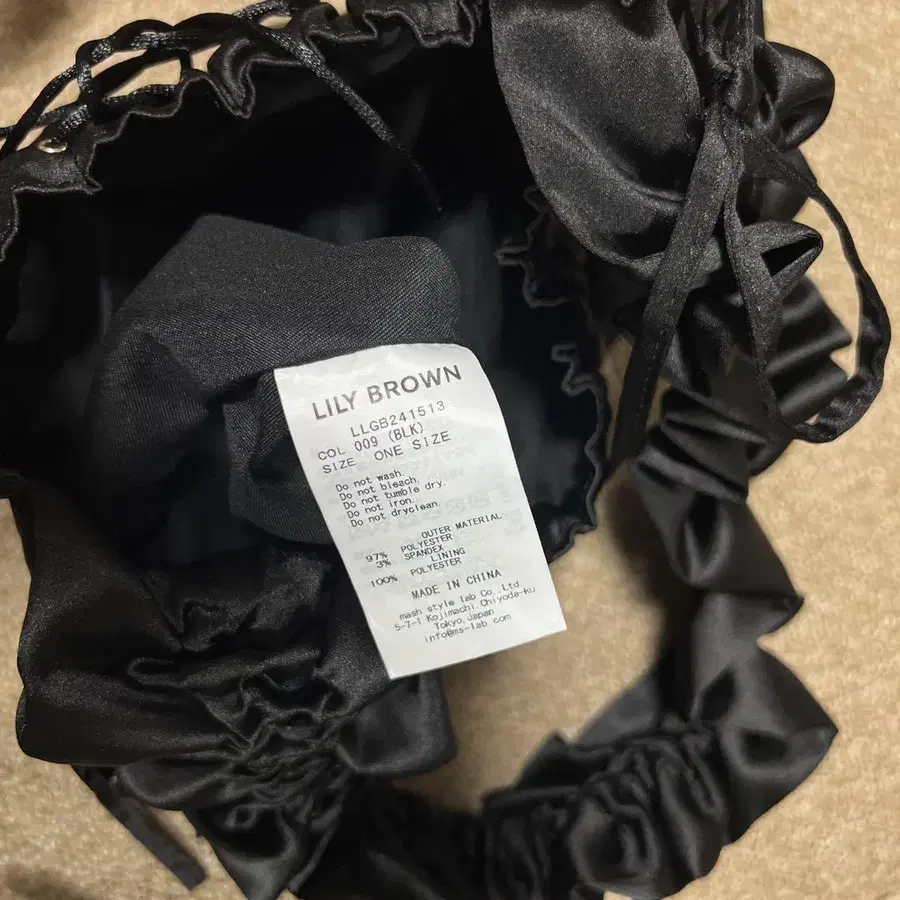 LILY BROWN
LLGB241513
COL 009 (BLK)
SIZE ONE SIZE
Do not wash.
Do not bleach.
Do not tumble dry.
Do not iron.
Do not dryclean.
OUTER MATERIAL
97% POLYESTER
3% SPANDEX
LINING
100% POLYESTER
MADE IN CHINA
mash style lab Co.,Ltd.
5-7-1 Kojimachi,Chiyoda-ku
Tokyo,Japan
info@ms-lab.com